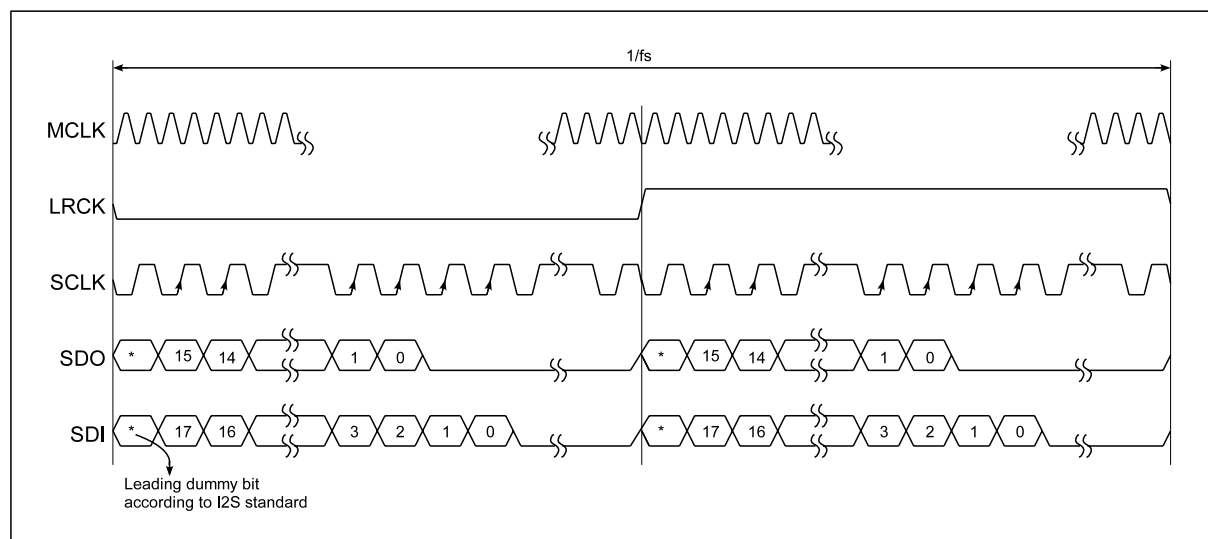 1/fs
MCLK
LRCK
SCLK
SDO * 15 14 1 0 * 15 14 1 0
SDI * 17 16 3 2 1 0 * 17 16 3 2 1 0
Leading dummy bit
according to I2S standard